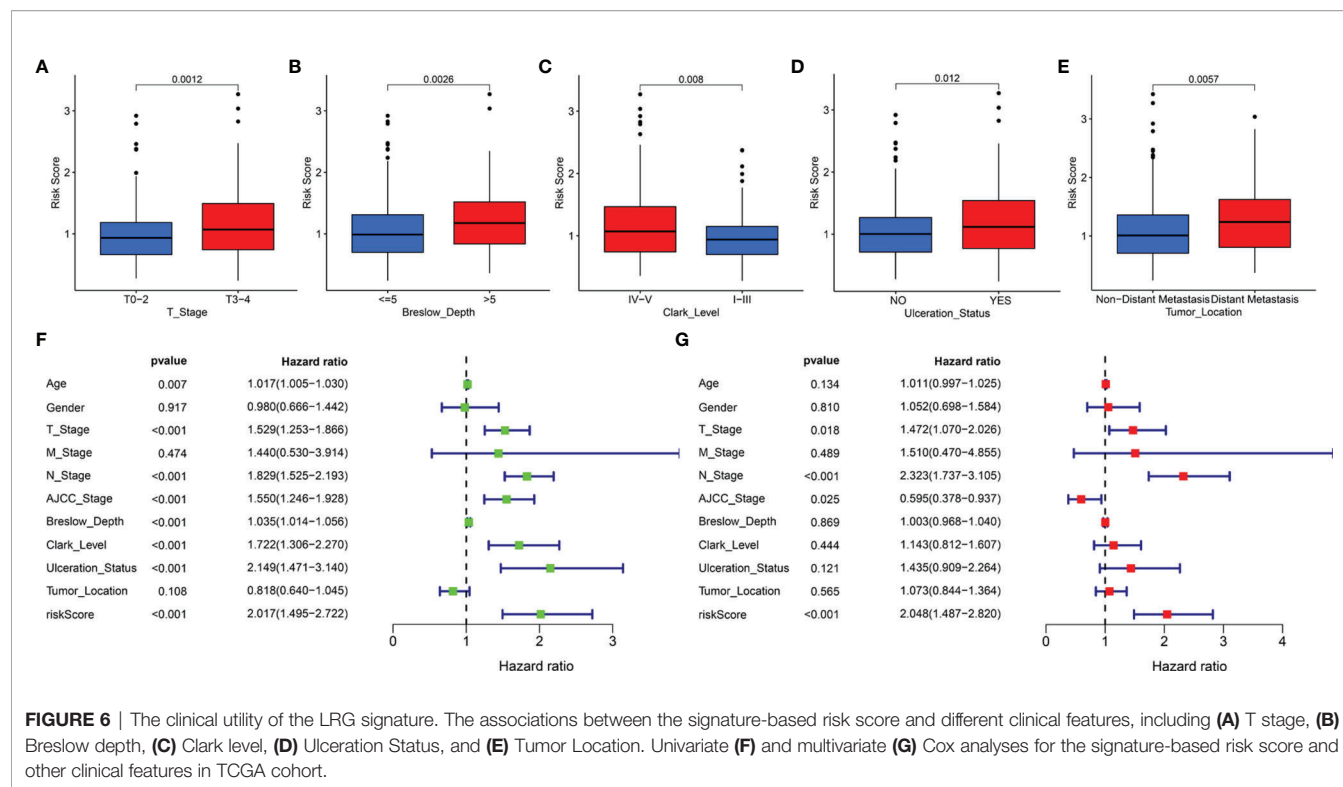 A
0.0012
3
2
1
Risk Score
T0−2
T3−4
T_Stage
B
0.0026
3
2
1
Risk Score
<=5
>5
Breslow_Depth
C
0.008
3
2
1
Risk Score
IV−V
I−III
Clark_Level
D
0.012
3
2
1
Risk Score
NO
YES
Ulceration_Status
E
0.0057
3
2
1
Risk Score
Non−Distant Metastasis
Distant Metastasis
Tumor_Location
F
pvalue Hazard ratio
Age 0.007 1.017(1.005−1.030)
Gender 0.917 0.980(0.666−1.442)
T_Stage <0.001 1.529(1.253−1.866)
M_Stage 0.474 1.440(0.530−3.914)
N_Stage <0.001 1.829(1.525−2.193)
AJCC_Stage <0.001 1.550(1.246−1.928)
Breslow_Depth <0.001 1.035(1.014−1.056)
Clark_Level <0.001 1.722(1.306−2.270)
Ulceration_Status <0.001 2.149(1.471−3.140)
Tumor_Location 0.108 0.818(0.640−1.045)
riskScore <0.001 2.017(1.495−2.722)
0 1 2 3
Hazard ratio
G
pvalue Hazard ratio
Age 0.134 1.011(0.997−1.025)
Gender 0.810 1.052(0.698−1.584)
T_Stage 0.018 1.472(1.070−2.026)
M_Stage 0.489 1.510(0.470−4.855)
N_Stage <0.001 2.323(1.737−3.105)
AJCC_Stage 0.025 0.595(0.378−0.937)
Breslow_Depth 0.869 1.003(0.968−1.040)
Clark_Level 0.444 1.143(0.812−1.607)
Ulceration_Status 0.121 1.435(0.909−2.264)
Tumor_Location 0.565 1.073(0.844−1.364)
riskScore <0.001 2.048(1.487−2.820)
0 1 2 3 4
Hazard ratio
FIGURE 6 | The clinical utility of the LRG signature. The associations between the signature-based risk score and different clinical features, including (A) T stage, (B)
Breslow depth, (C) Clark level, (D) Ulceration Status, and (E) Tumor Location. Univariate (F) and multivariate (G) Cox analyses for the signature-based risk score and
other clinical features in TCGA cohort.